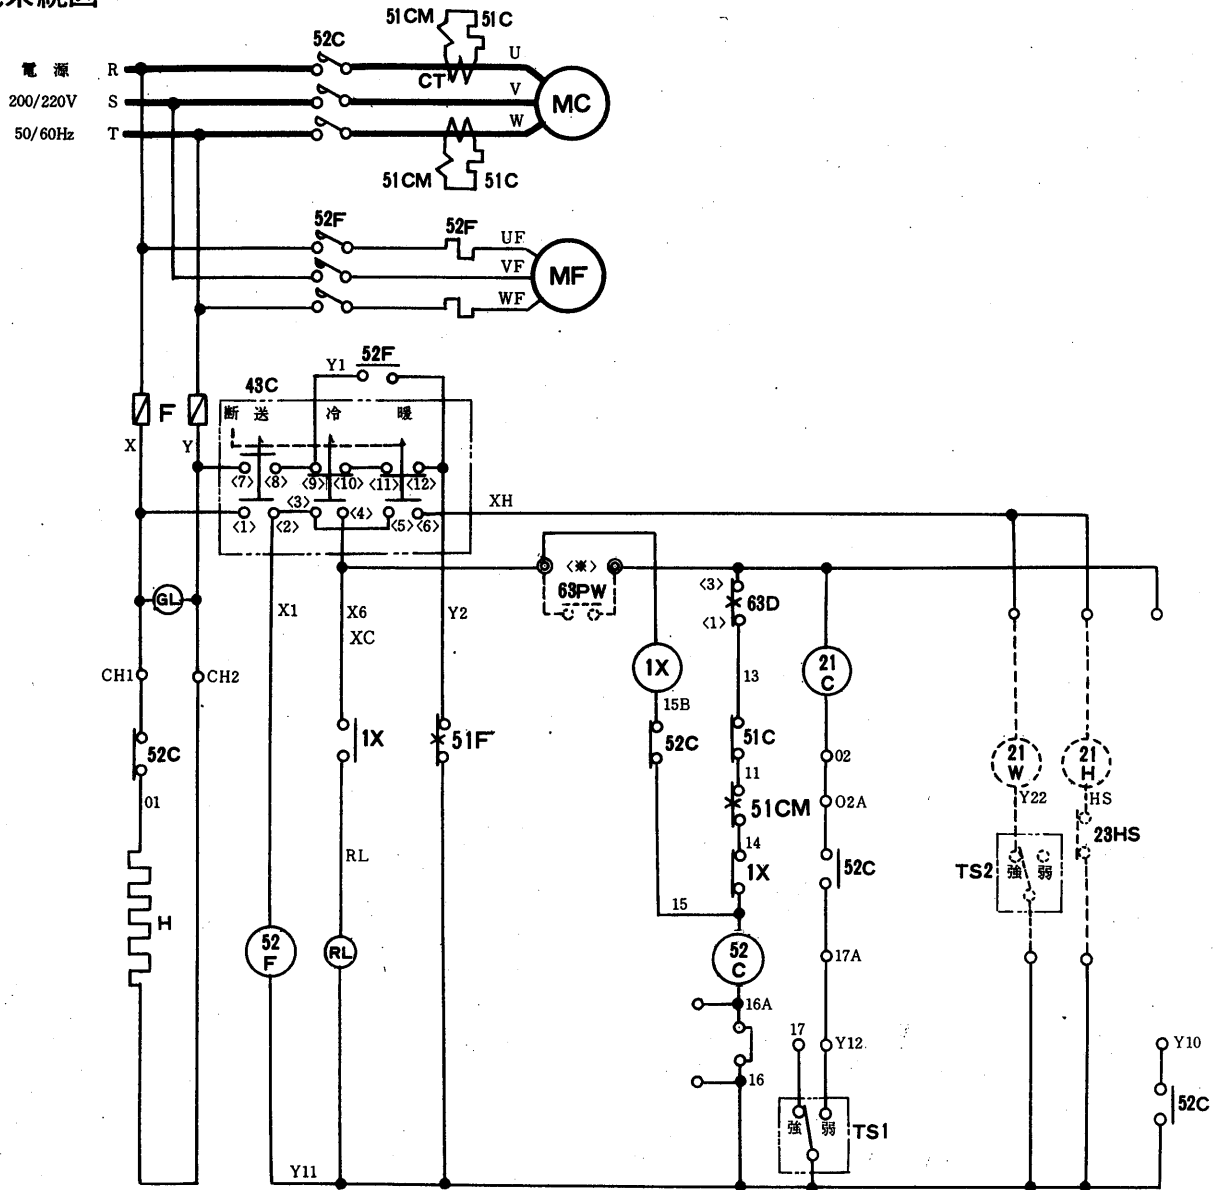 51CM 51C
52C
電源 R
200/220V S
50/60Hz T
U
V
W
CT
MC
51CM 51C
52F 52F
UF
VF
WF
MF
Y1 52F
43C
断 送 冷 暖
F
X Y
<7> <8> <9> <10> <11> <12>
<3>
<1> <2> <4> <5> <6>
XH
<※>
63PW
<3>
63D
<1>
GL
X1 X6 Y2
XC
CH1 CH2
1X
21
C
13
15B
52C
1X
51F
52C
51C
02
11
O2A
51CM
14
21
W
21
H
Y22
HS
23HS
01
RL
1X
52C
TS2
強 弱
H
15
52
F
RL
52
C
17A
16A
17
Y12
Y10
16
52C
強 弱
TS1
Y11